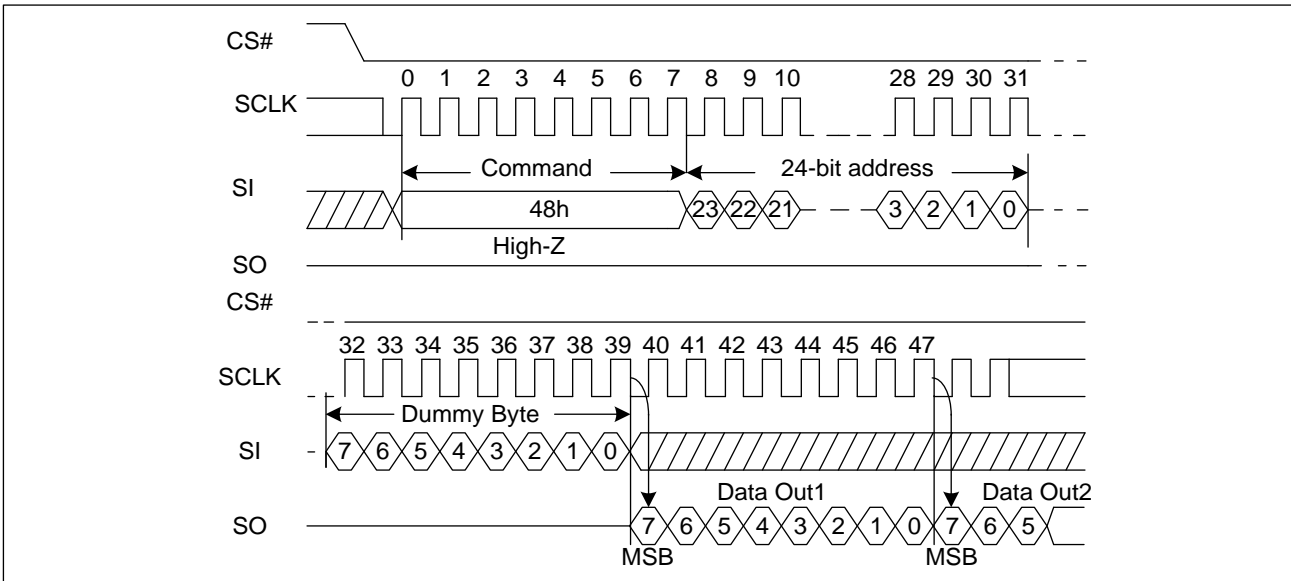 CS#
0 1 2 3 4 5 6 7 8 9 10 28 29 30 31
SCLK
Command 24-bit address
SI
48h 23 22 21 3 2 1 0
High-Z
SO
CS#
32 33 34 35 36 37 38 39 40 41 42 43 44 45 46 47
SCLK
Dummy Byte
SI 7 6 5 4 3 2 1 0
Data Out1 Data Out2
SO 7 6 5 4 3 2 1 0 7 6 5
MSB MSB